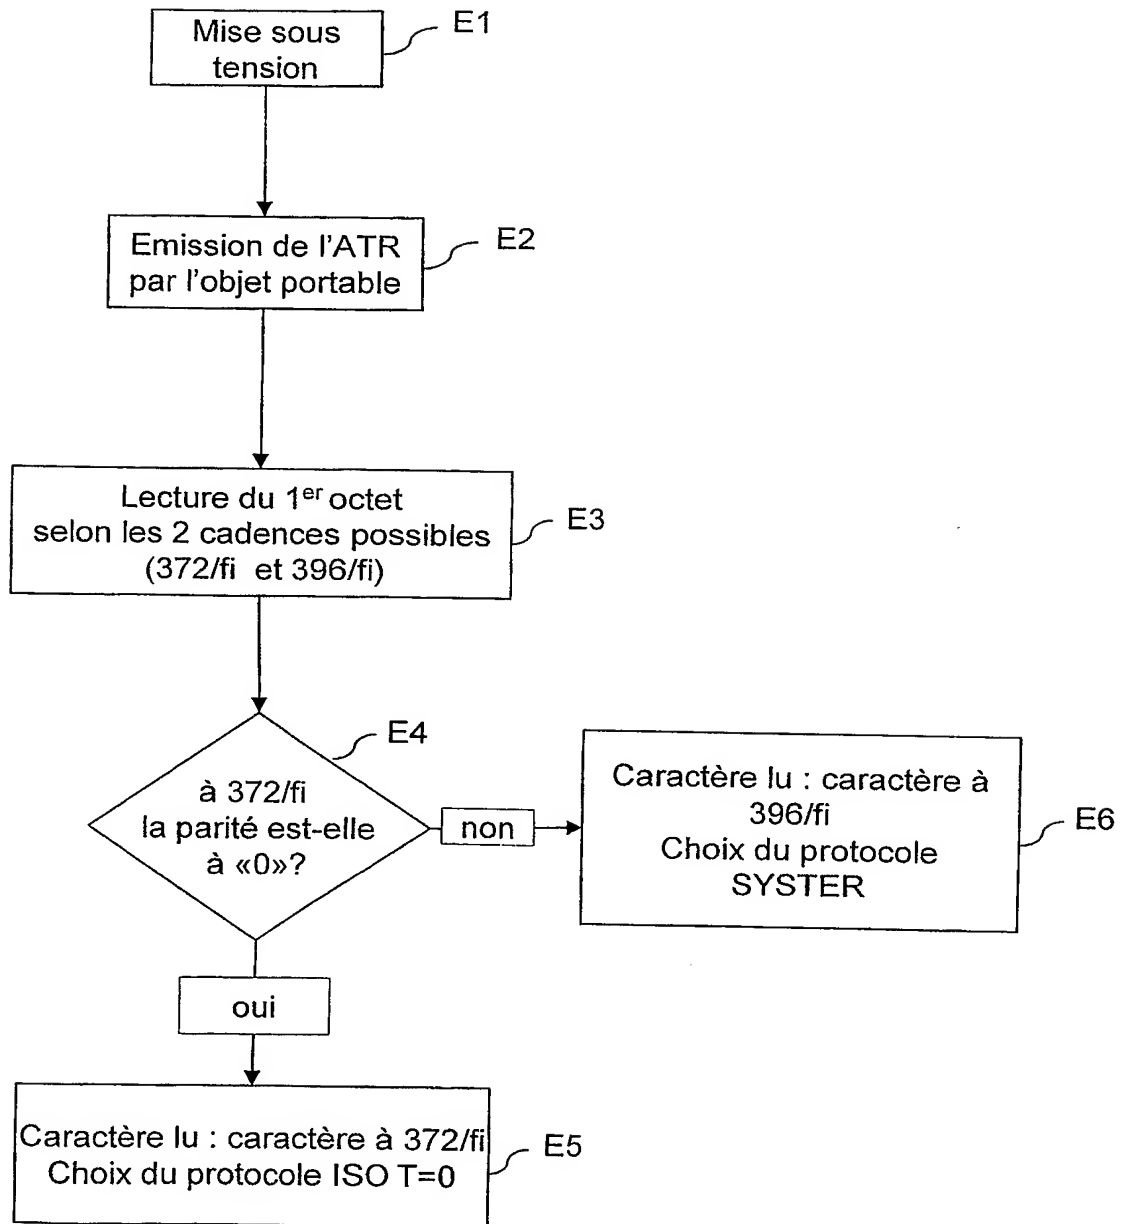 Mise sous
tension
E1
Emission de l'ATR
par l'objet portable
E2
Lecture du 1er octet
selon les 2 cadences possibles
(372/fi et 396/fi)
E3
à 372/fi
la parité est-elle
à «0»?
E4
non
Caractère lu : caractère à
396/fi
Choix du protocole
SYSTER
E6
oui
Caractère lu : caractère à 372/fi
Choix du protocole ISO T=0
E5